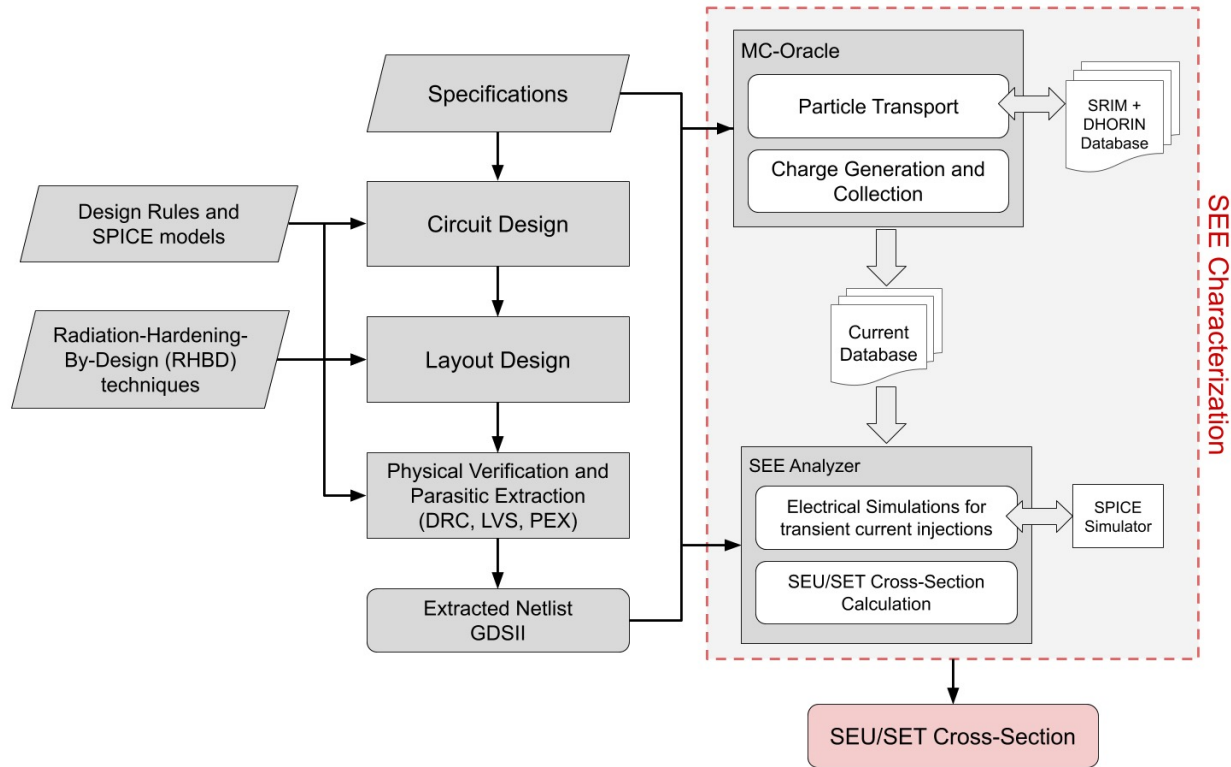 Specifications
Design Rules and
SPICE models
Circuit Design
Radiation-Hardening-
By-Design (RHBD)
techniques
Layout Design
Physical Verification and
Parasitic Extraction
(DRC, LVS, PEX)
Extracted Netlist
GDSII
MC-Oracle
Particle Transport
SRIM +
DHORIN
Database
Charge Generation and
Collection
Current
Database
SEE Analyzer
Electrical Simulations for
transient current injections
SPICE
Simulator
SEU/SET Cross-Section
Calculation
SEE Characterization
SEU/SET Cross-Section